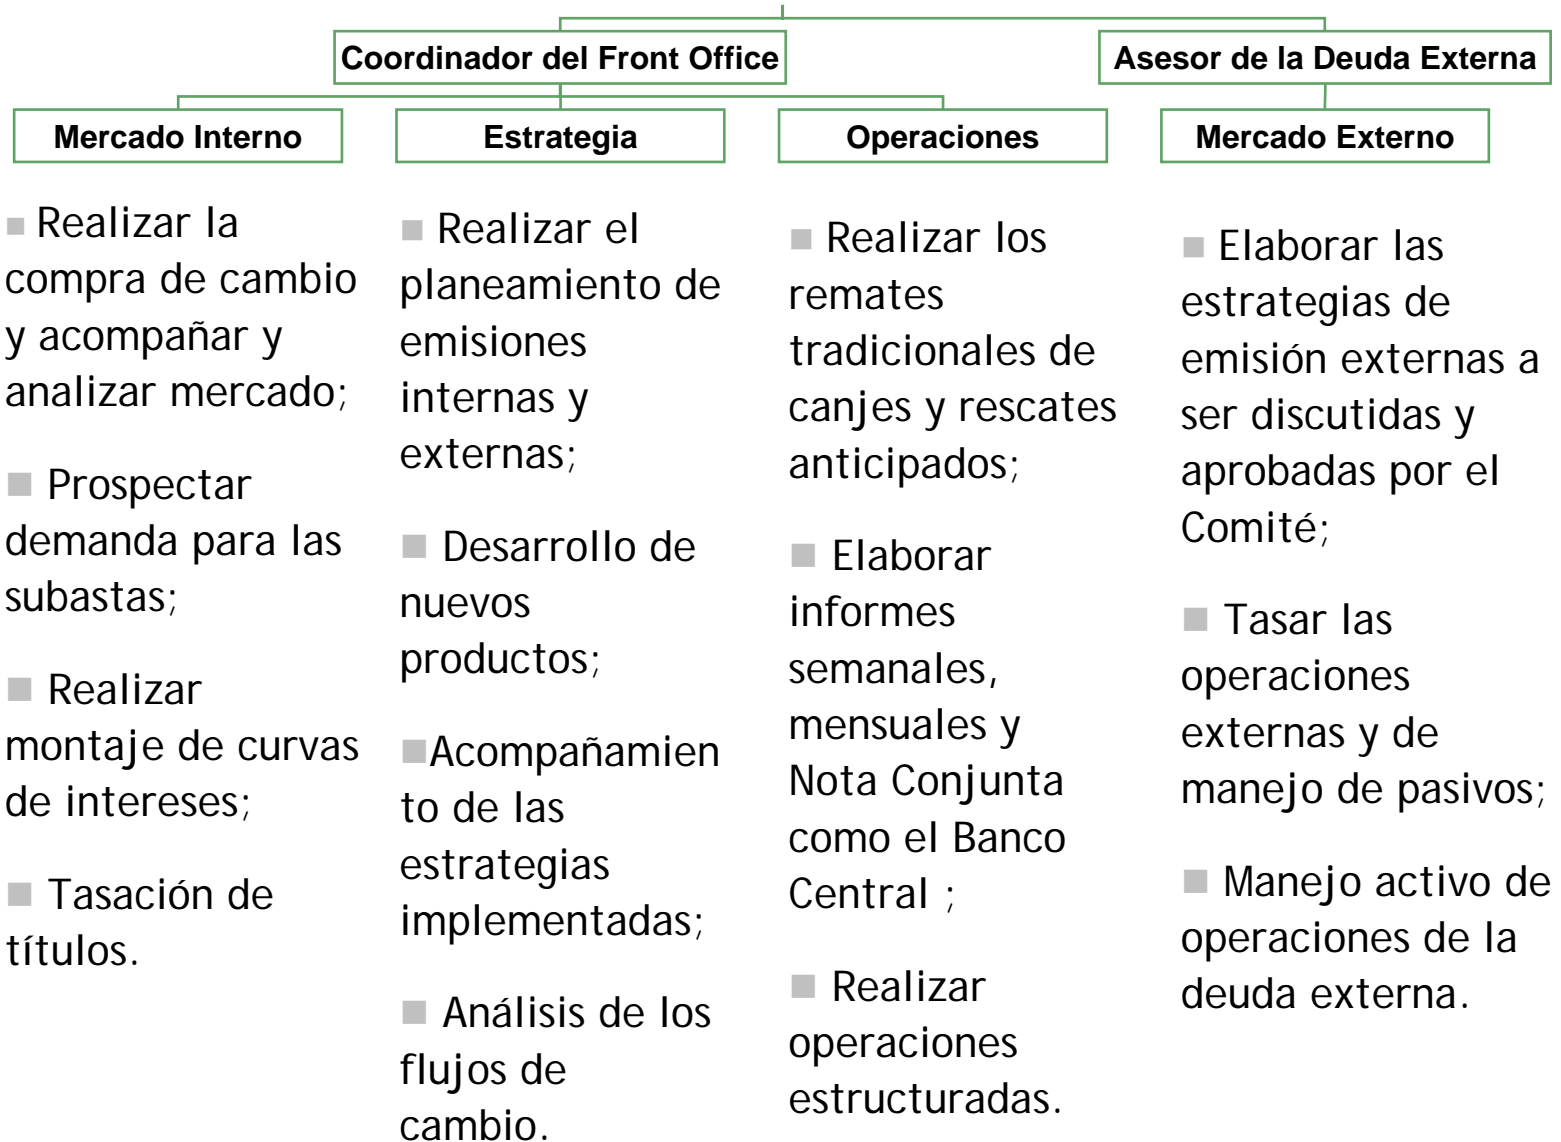 Coordinador del Front Office
Asesor de la Deuda Externa
Mercado Interno
Estrategia
Operaciones
Mercado Externo
Realizar la
compra de cambio
y acompañar y
analizar mercado;
Prospectar
demanda para las
subastas;
Realizar
montaje de curvas
de intereses;
Tasación de
títulos.
Realizar el
planeamiento de
emisiones
internas y
externas;
Desarrollo de
nuevos
productos;
Acompañamien
to de las
estrategias
implementadas;
Análisis de los
flujos de
cambio.
Realizar los
remates
tradicionales de
canjes y rescates
anticipados;
Elaborar
informes
semanales,
mensuales y
Nota Conjunta
como el Banco
Central ;
Realizar
operaciones
estructuradas.
Elaborar las
estrategias de
emisión externas a
ser discutidas y
aprobadas por el
Comité;
Tasar las
operaciones
externas y de
manejo de pasivos;
Manejo activo de
operaciones de la
deuda externa.